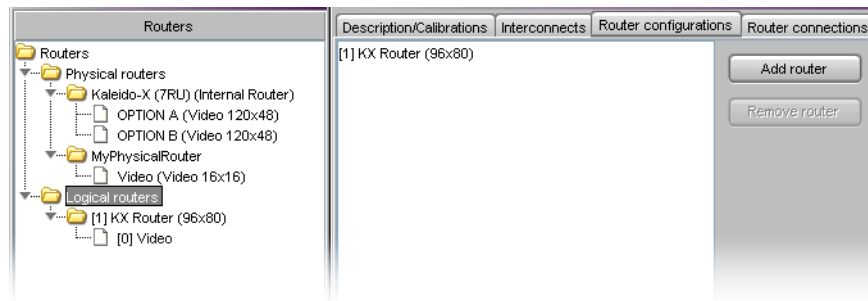 Routers
Routers
Physical routers
Kaleido-X (7RU) (Internal Router)
OPTION A (Video 120x48)
OPTION B (Video 120x48)
MyPhysicalRouter
Video (Video 16x16)
Logical routers
[1] KX Router (96x80)
[0] Video
Description/Calibrations
Interconnects
Router configurations
Router connections
[1] KX Router (96x80)
Add router
Remove router